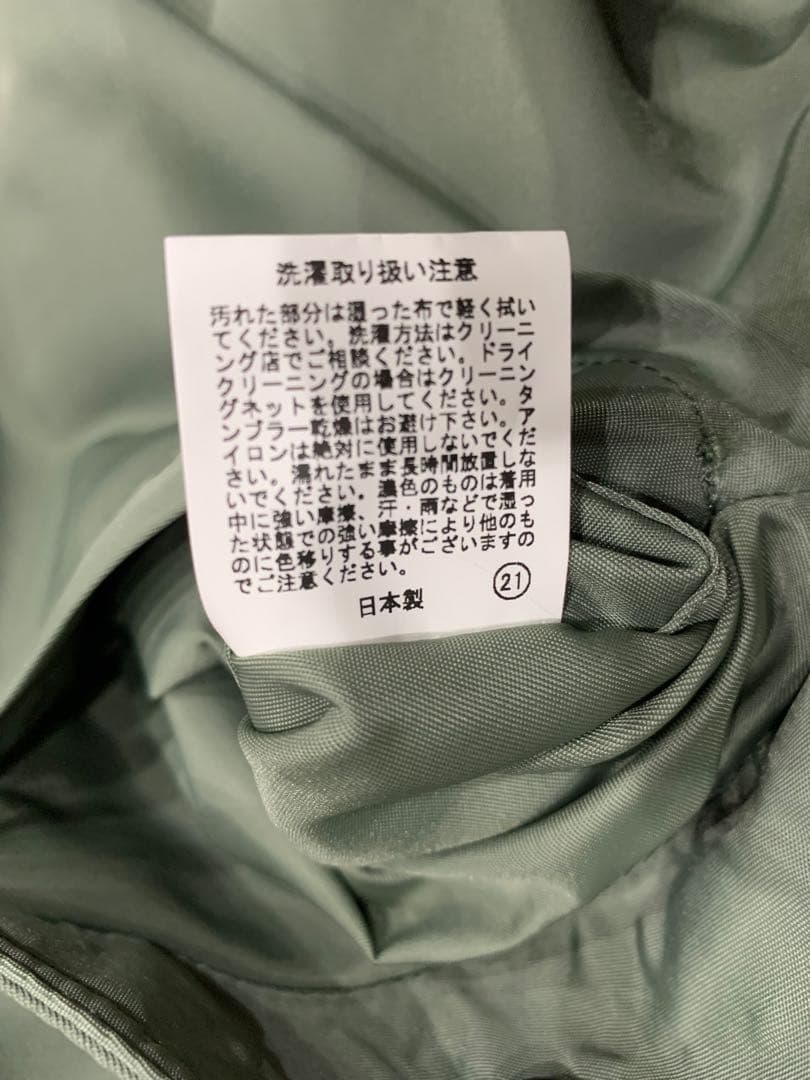 洗濯取り扱い注意
汚れた部分は湿った布で軽く拭い
てください。洗濯方法はクリーニ
ング店でご相談ください。ドライ
クリーニングの場合はクリーニン
グネットを使用してください。タ
ンブラー乾燥はお避け下さい。ア
イロンは絶対に使用しないでくだ
さい。濡れたまま長時間放置しな
いでください。濃色のものは着用
中に強い摩擦、汗・雨などで湿っ
た状態での強い摩擦により他のも
のに色移りする事がございますの
でご注意ください。
日本製
21